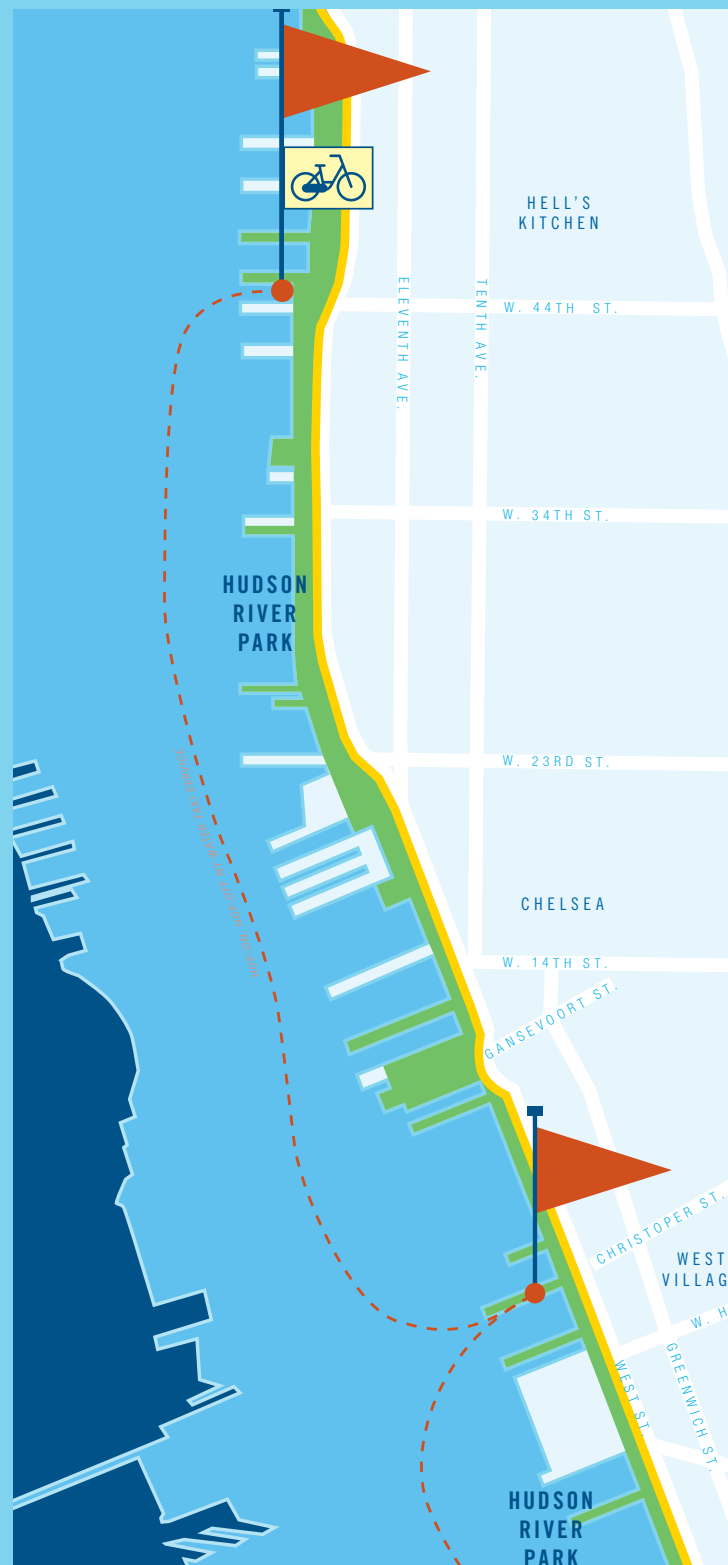 HELL'S
KITCHEN
ELEVENTH AVE.
TENTH AVE.
W. 44TH ST.
W. 34TH ST.
HUDSON
RIVER
PARK
W. 23RD ST.
CHELSEA
W. 14TH ST.
GANSEVOORT ST.
CHRISTOPER ST.
WEST
VILLAG
W. H
WEST ST.
GREENWICH ST.
HUDSON
RIVER
PARK